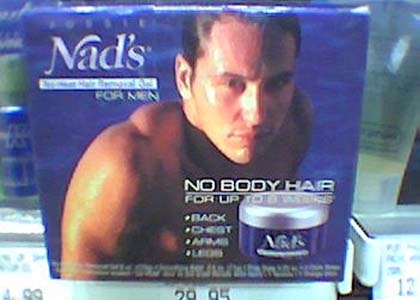 AUSSIE
Nad's
No-Heat Hair Removal Gel
FOR MEN
NO BODY HAIR
FOR UP TO 8 WEEKS
• BACK
• CHEST
• ARMS
• LEGS
Nad's
4.99
29.95
12